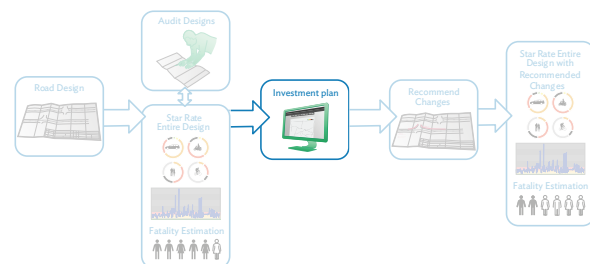 Audit Designs
Road Design
Star Rate
Entire Design
Fatality Estimation
Investment plan
Recommend
Changes
Star Rate Entire
Design with
Recommended
Changes
Fatality Estimation